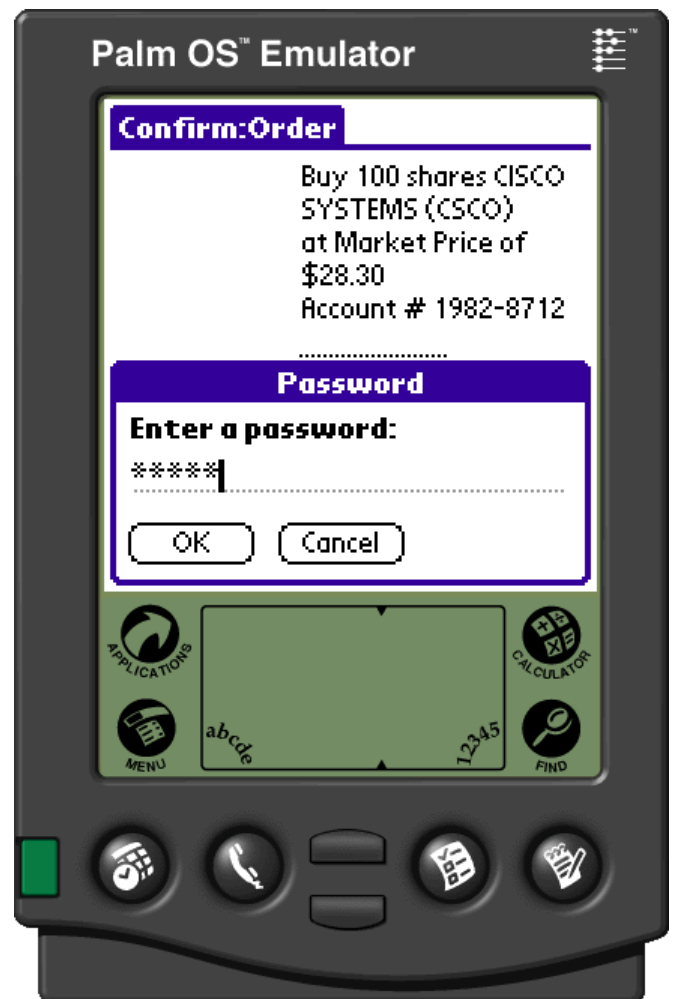 Palm OS™ Emulator
™
Confirm:Order
Buy 100 shares CISCO
SYSTEMS (CSCO)
at Market Price of
$28.30
Account # 1982-8712
Password
Enter a password:
*****
OK
Cancel
APPLICATIONS
CALCULATOR
MENU
abcde
12345
FIND